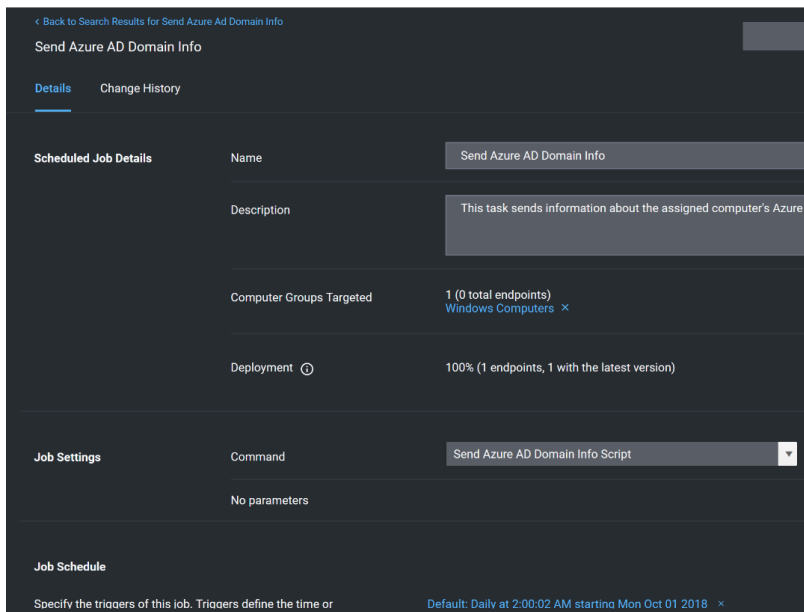 < Back to Search Results for Send Azure Ad Domain Info
Send Azure AD Domain Info
Details Change History
Scheduled Job Details Name Send Azure AD Domain Info
Description This task sends information about the assigned computer's Azure
Computer Groups Targeted 1 (0 total endpoints)
Windows Computers ×
Deployment 100% (1 endpoints, 1 with the latest version)
Job Settings Command Send Azure AD Domain Info Script
No parameters
Job Schedule
Specify the triggers of this job. Triggers define the time or Default: Daily at 2:00:02 AM starting Mon Oct 01 2018 ×